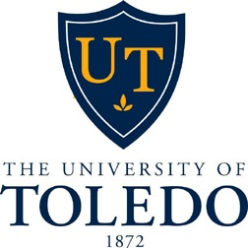 UT
THE UNIVERSITY OF
TOLEDO
1872